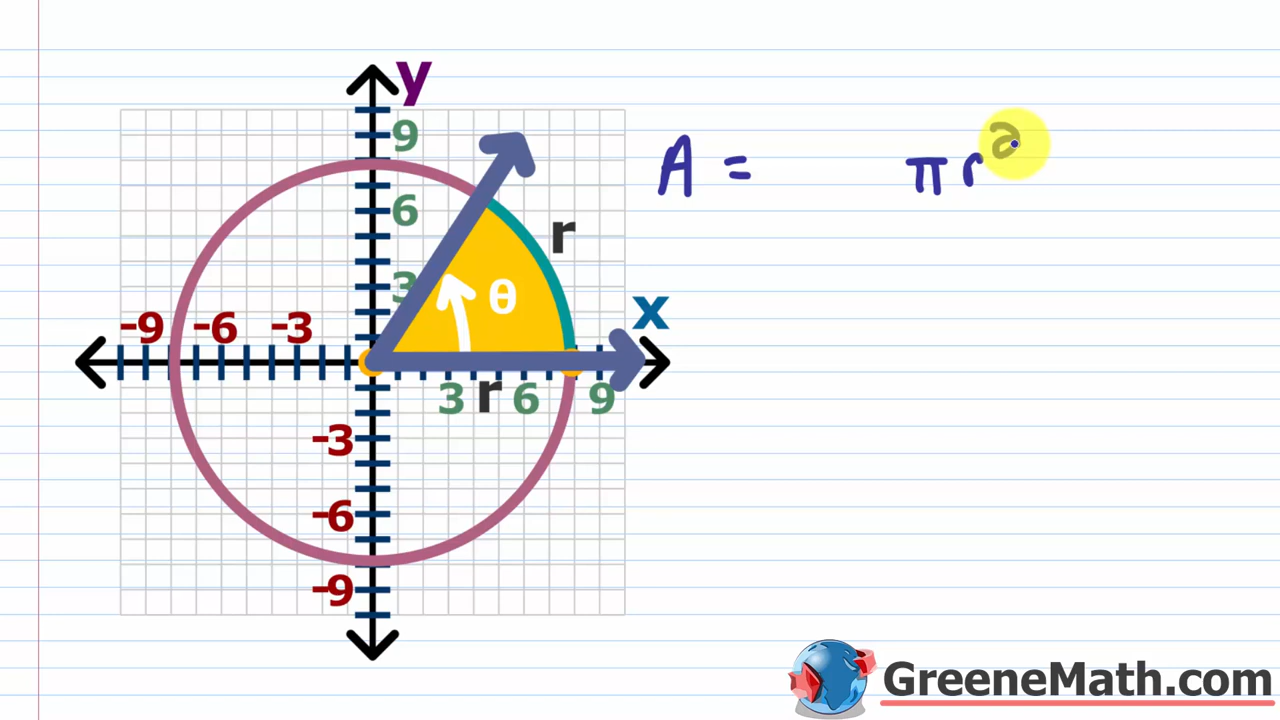 y
9
A = πr²
6
r
3
θ
x
-9 -6 -3
r
3 6 9
-3
-6
-9
GreeneMath.com